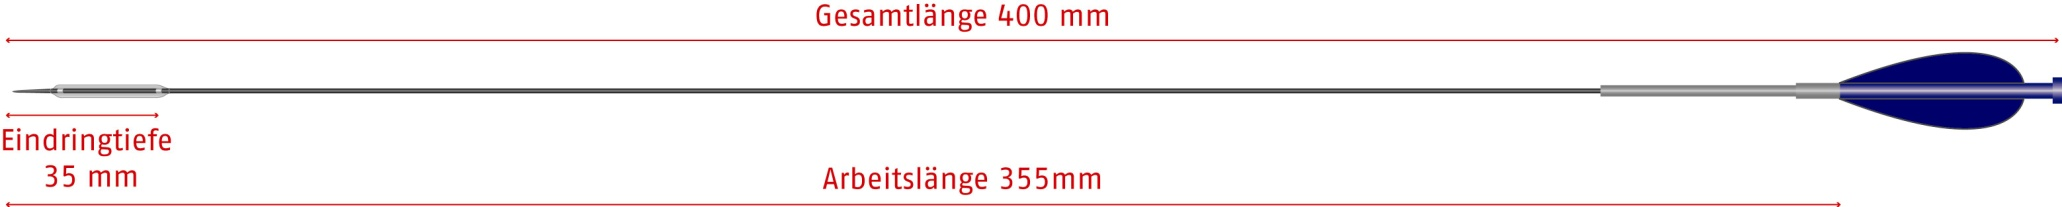 Gesamtlänge 400 mm
Eindringtiefe
35 mm
Arbeitslänge 355mm